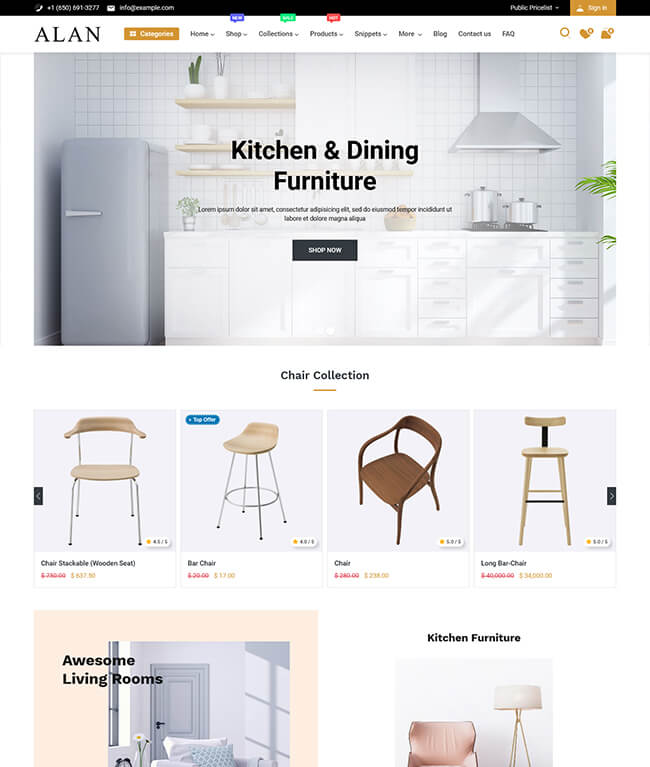 +1 (650) 691-3277 info@example.com Public Pricelist Sign in
NEW SALE HOT
ALAN Categories Home Shop Collections Products Snippets More Blog Contact us FAQ 0 0
Kitchen & Dining
Furniture
Lorem ipsum dolor sit amet, consectetur adipisicing elit, sed do eiusmod tempor incididunt ut
labore et dolore magna aliqua
SHOP NOW
Chair Collection
Top Offer
4.5 / 5 4.0 / 5 5.0 / 5 5.0 / 5
Chair Stackable (Wooden Seat) Bar Chair Chair Long Bar-Chair
$ 750.00 $ 637.50 $ 20.00 $ 17.00 $ 280.00 $ 238.00 $ 40,000.00 $ 34,000.00
Awesome
Living Rooms
Kitchen Furniture